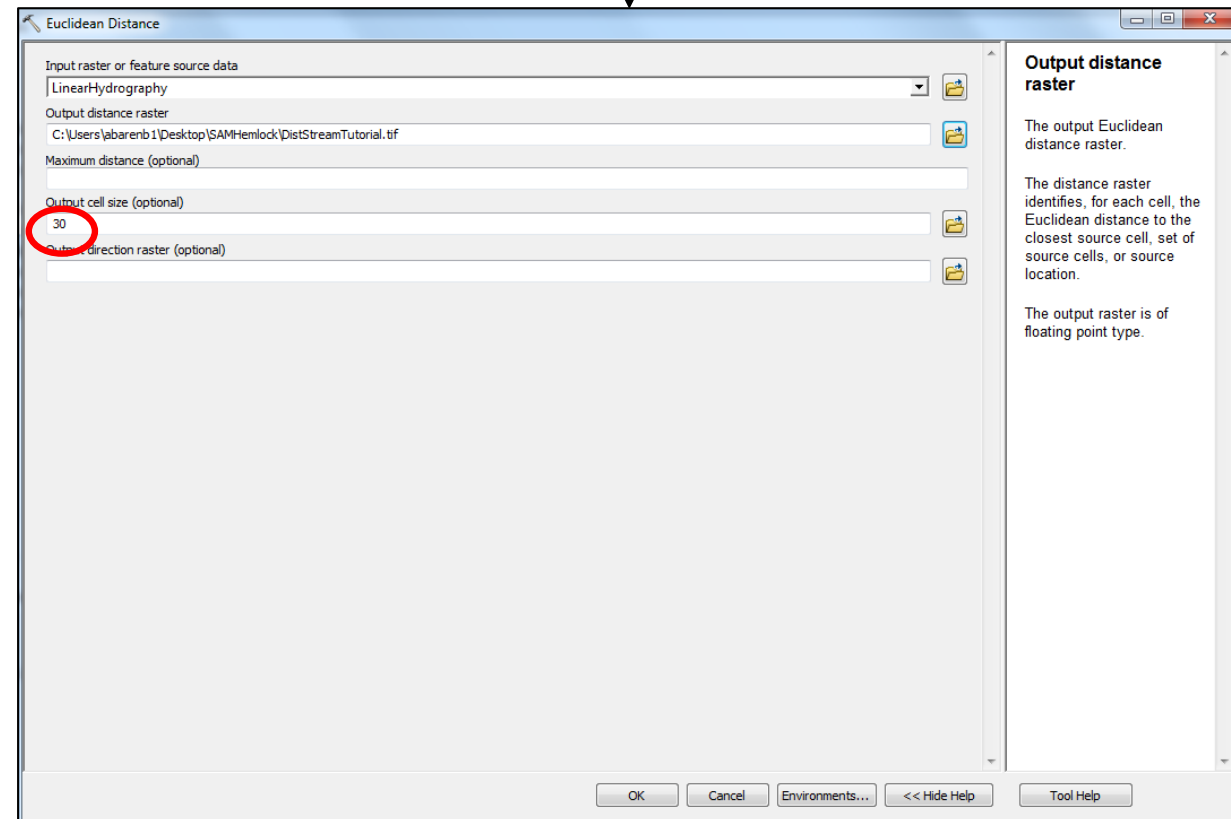 Euclidean Distance
Input raster or feature source data
LinearHydrography
Output distance raster
C:\Users\abarenb1\Desktop\SAMHemlock\DistStreamTutorial.tif
Maximum distance (optional)
Output cell size (optional)
30
Output direction raster (optional)
OK
Cancel
Environments...
<< Hide Help
Output distance
raster
The output Euclidean
distance raster.
The distance raster
identifies, for each cell, the
Euclidean distance to the
closest source cell, set of
source cells, or source
location.
The output raster is of
floating point type.
Tool Help